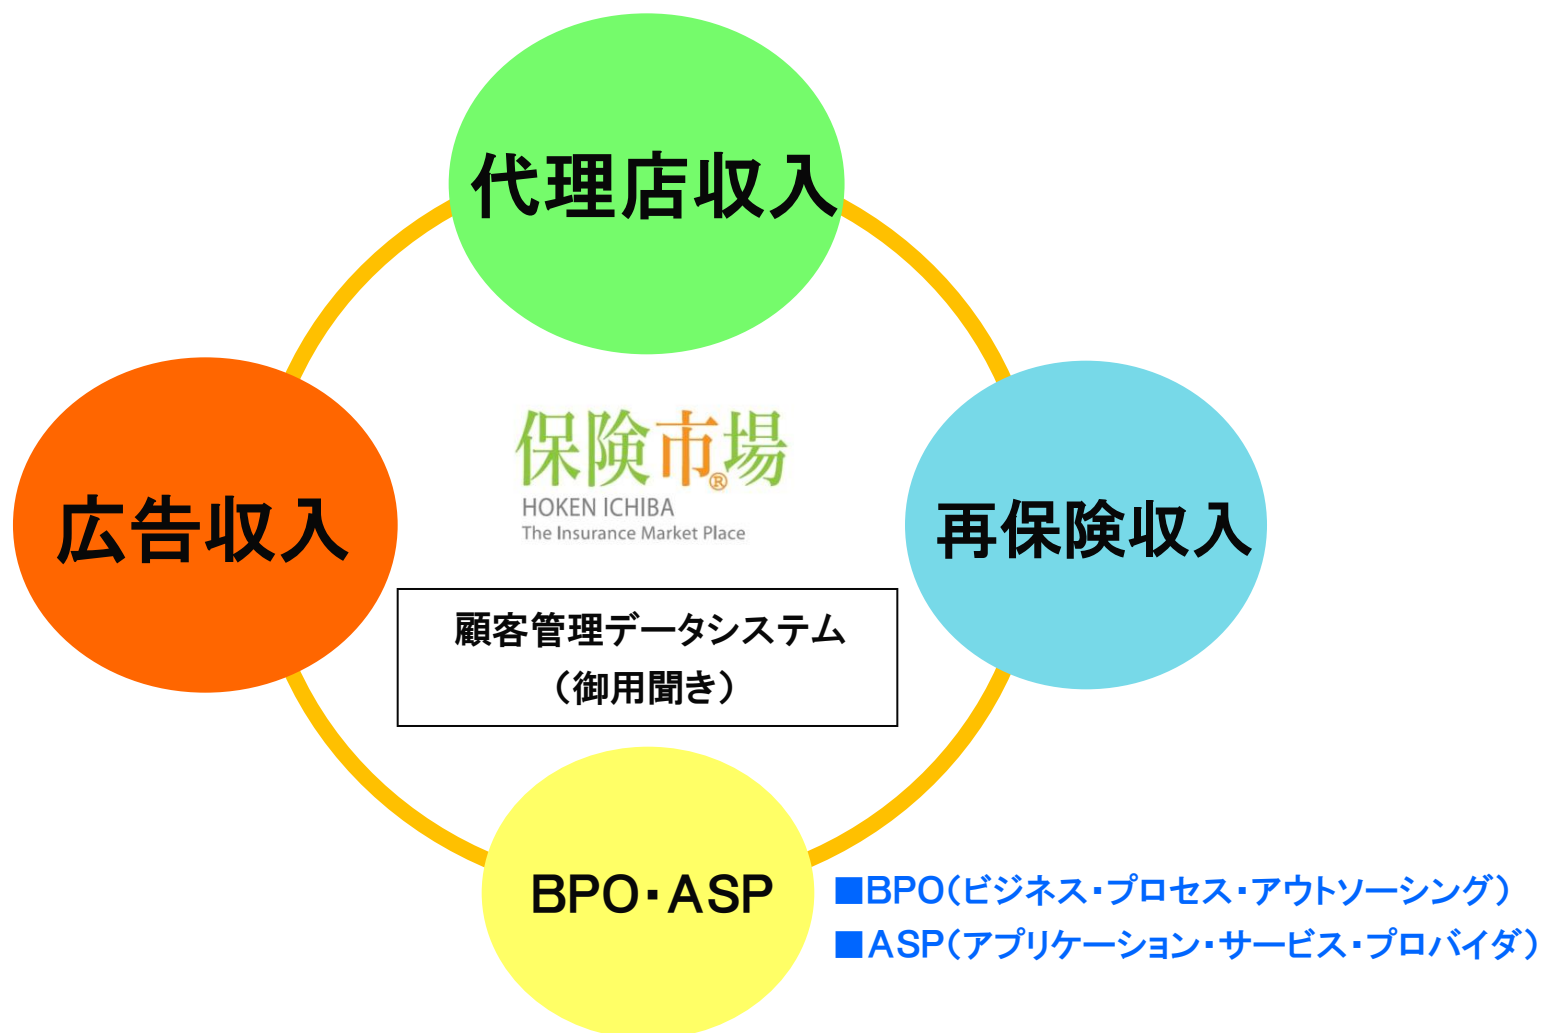 代理店収入
広告収入
保険市場®
HOKEN ICHIBA
The Insurance Market Place
再保険収入
顧客管理データシステム
（御用聞き）
BPO・ASP
■BPO（ビジネス・プロセス・アウトソーシング）
■ASP（アプリケーション・サービス・プロバイダ）